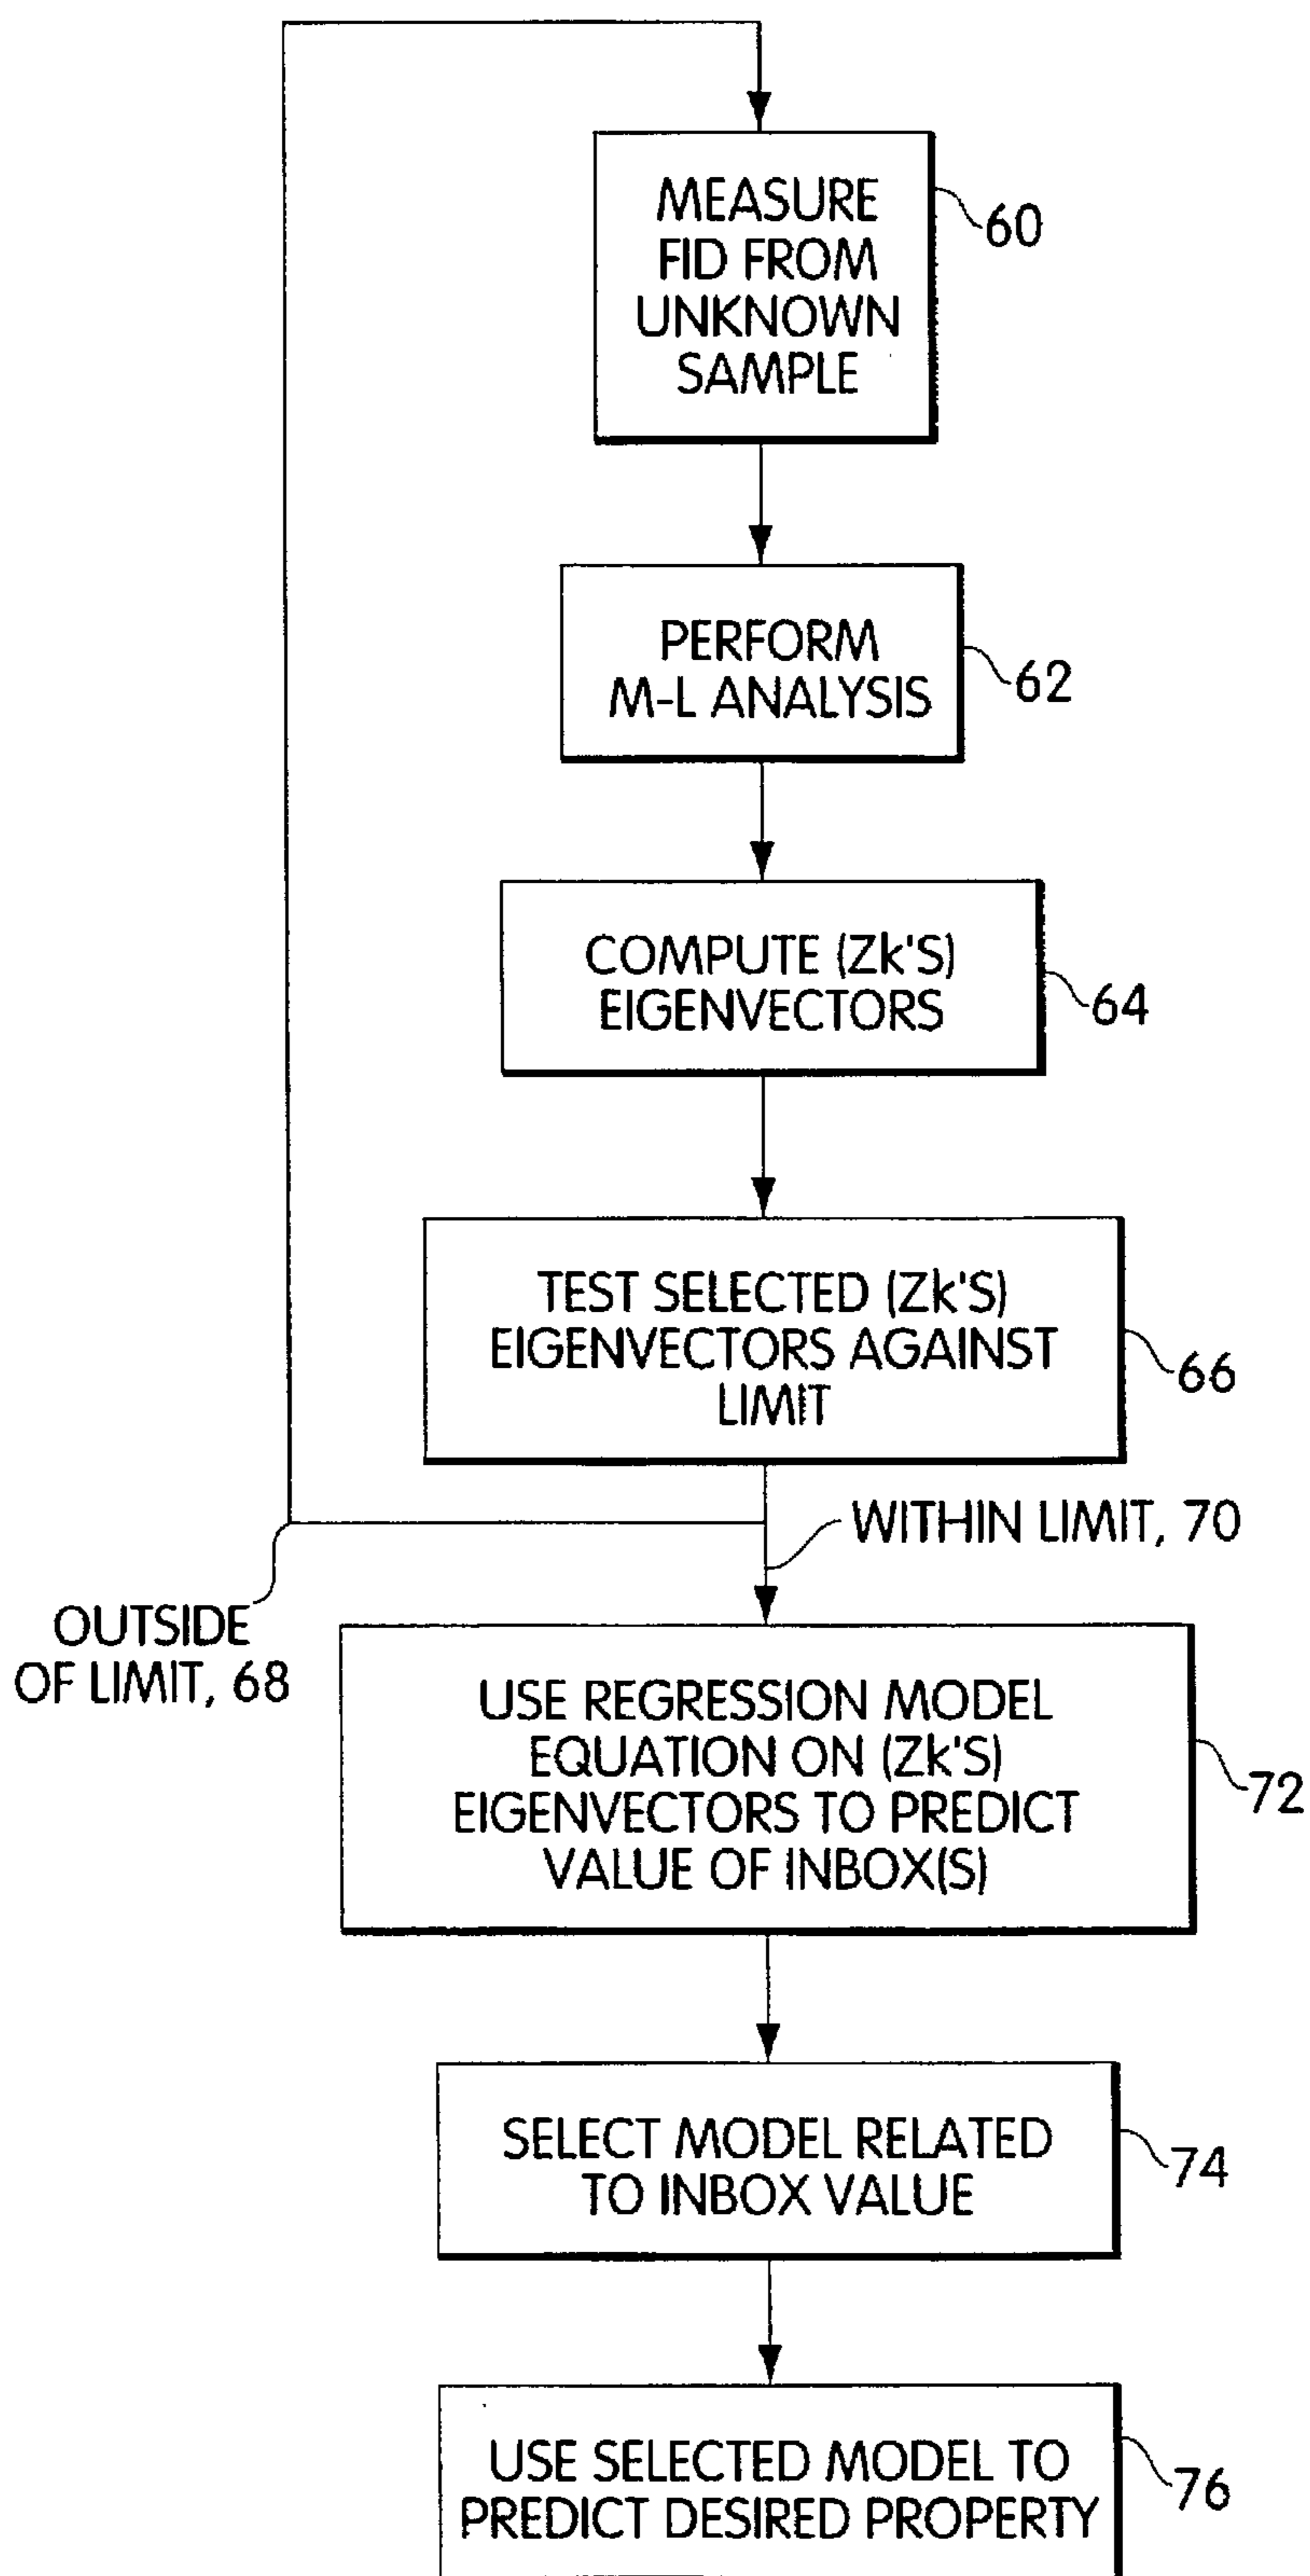 MEASURE
FID FROM
UNKNOWN
SAMPLE
60
PERFORM
M-L ANALYSIS
62
COMPUTE (Zk'S)
EIGENVECTORS
64
TEST SELECTED (Zk'S)
EIGENVECTORS AGAINST
LIMIT
66
WITHIN LIMIT, 70
OUTSIDE
OF LIMIT, 68
USE REGRESSION MODEL
EQUATION ON (Zk'S)
EIGENVECTORS TO PREDICT
VALUE OF INBOX(S)
72
SELECT MODEL RELATED
TO INBOX VALUE
74
USE SELECTED MODEL TO
PREDICT DESIRED PROPERTY
76